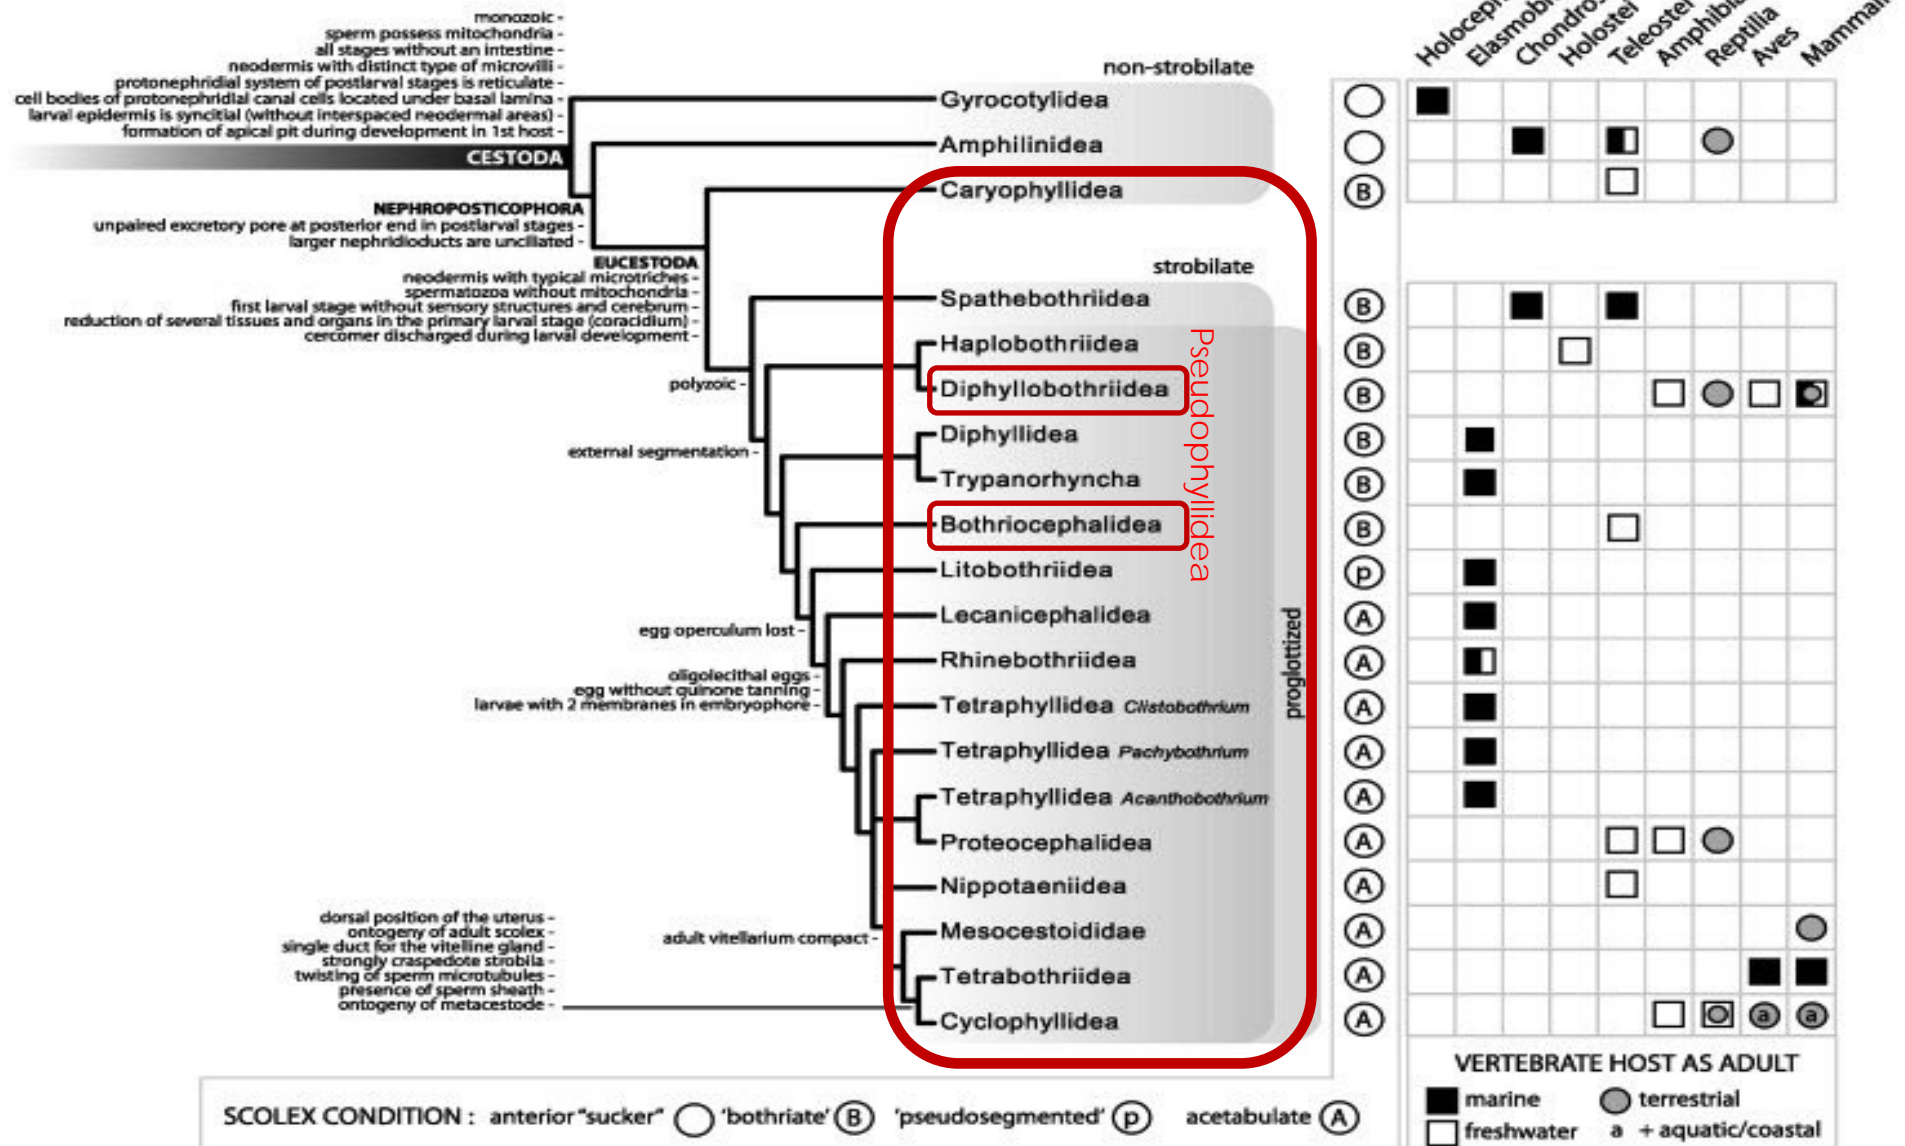 monozoic -
sperm possess mitochondria -
all stages without an intestine -
neodermis with distinct type of microvilli -
protonephridial system of postlarval stages is reticulate -
cell bodies of protonephridial canal cells located under basal lamina -
larval epidermis is syncitial (without interspaced neodermal areas) -
formation of apical pit during development in 1st host -
CESTODA
NEPHROPOSTICOPHORA
unpaired excretory pore at posterior end in postlarval stages -
larger nephridioducts are unciliated -
EUCESTODA
neodermis with typical microtriches -
spermatozoa without mitochondria -
first larval stage without sensory structures and cerebrum -
reduction of several tissues and organs in the primary larval stage (coracidium) -
cercomer discharged during larval development -
polyzoic -
external segmentation -
egg operculum lost -
oligolecithal eggs -
egg without quinone tanning -
larvae with 2 membranes in embryophore -
adult vitellarium compact -
dorsal position of the uterus -
ontogeny of adult scolex -
single duct for the vitelline gland -
strongly craspedote strobila -
twisting of sperm microtubules -
presence of sperm sheath -
ontogeny of metacestode -
non-strobilate
Gyrocotylidea
Amphilinidea
Caryophyllidea B
strobilate
Spathebothriidea B
Haplobothriidea B
Diphyllobothriidea B
Diphyllidea B
Trypanorhyncha B
Bothriocephalidea B
Litobothriidea p
Lecanicephalidea A
Rhinebothriidea A
Tetraphyllidea Clistobothrium A
Tetraphyllidea Pachybothrium A
Tetraphyllidea Acanthobothrium A
Proteocephalidea A
Nippotaeniidea A
Mesocestoididae A
Tetrabothriidea A
Cyclophyllidea A a a
Pseudophyllidea
proglottized
Holostei
Reptilia
Aves
SCOLEX CONDITION : anterior "sucker" 'bothriate' B 'pseudosegmented' p acetabulate A
VERTEBRATE HOST AS ADULT
marine terrestrial
freshwater a + aquatic/coastal